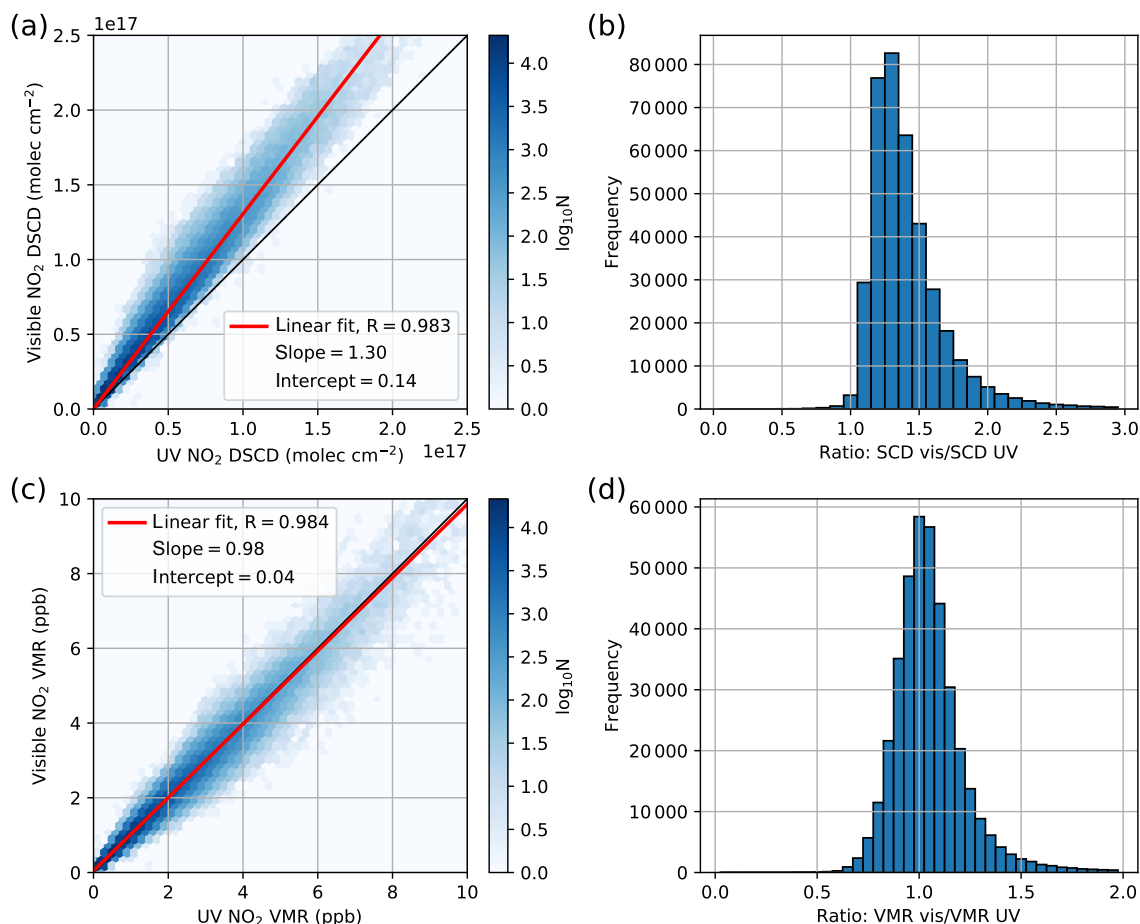 (a)
1e17
2.5
2.0
1.5
1.0
0.5
0.0
Visible NO₂ DSCD (molec cm⁻²)
Linear fit, R = 0.983
Slope = 1.30
Intercept = 0.14
0.0 0.5 1.0 1.5 2.0 2.5
UV NO₂ DSCD (molec cm⁻²) 1e17
4.0
3.5
3.0
2.5
2.0
1.5
1.0
0.5
0.0
log₁₀N
(b)
80 000
70 000
60 000
50 000
40 000
30 000
20 000
10 000
0
Frequency
0.0 0.5 1.0 1.5 2.0 2.5 3.0
Ratio: SCD vis/SCD UV
(c)
10
8
6
4
2
0
Visible NO₂ VMR (ppb)
Linear fit, R = 0.984
Slope = 0.98
Intercept = 0.04
0 2 4 6 8 10
UV NO₂ VMR (ppb)
4.0
3.5
3.0
2.5
2.0
1.5
1.0
0.5
0.0
log₁₀N
(d)
60 000
50 000
40 000
30 000
20 000
10 000
0
Frequency
0.0 0.5 1.0 1.5 2.0
Ratio: VMR vis/VMR UV